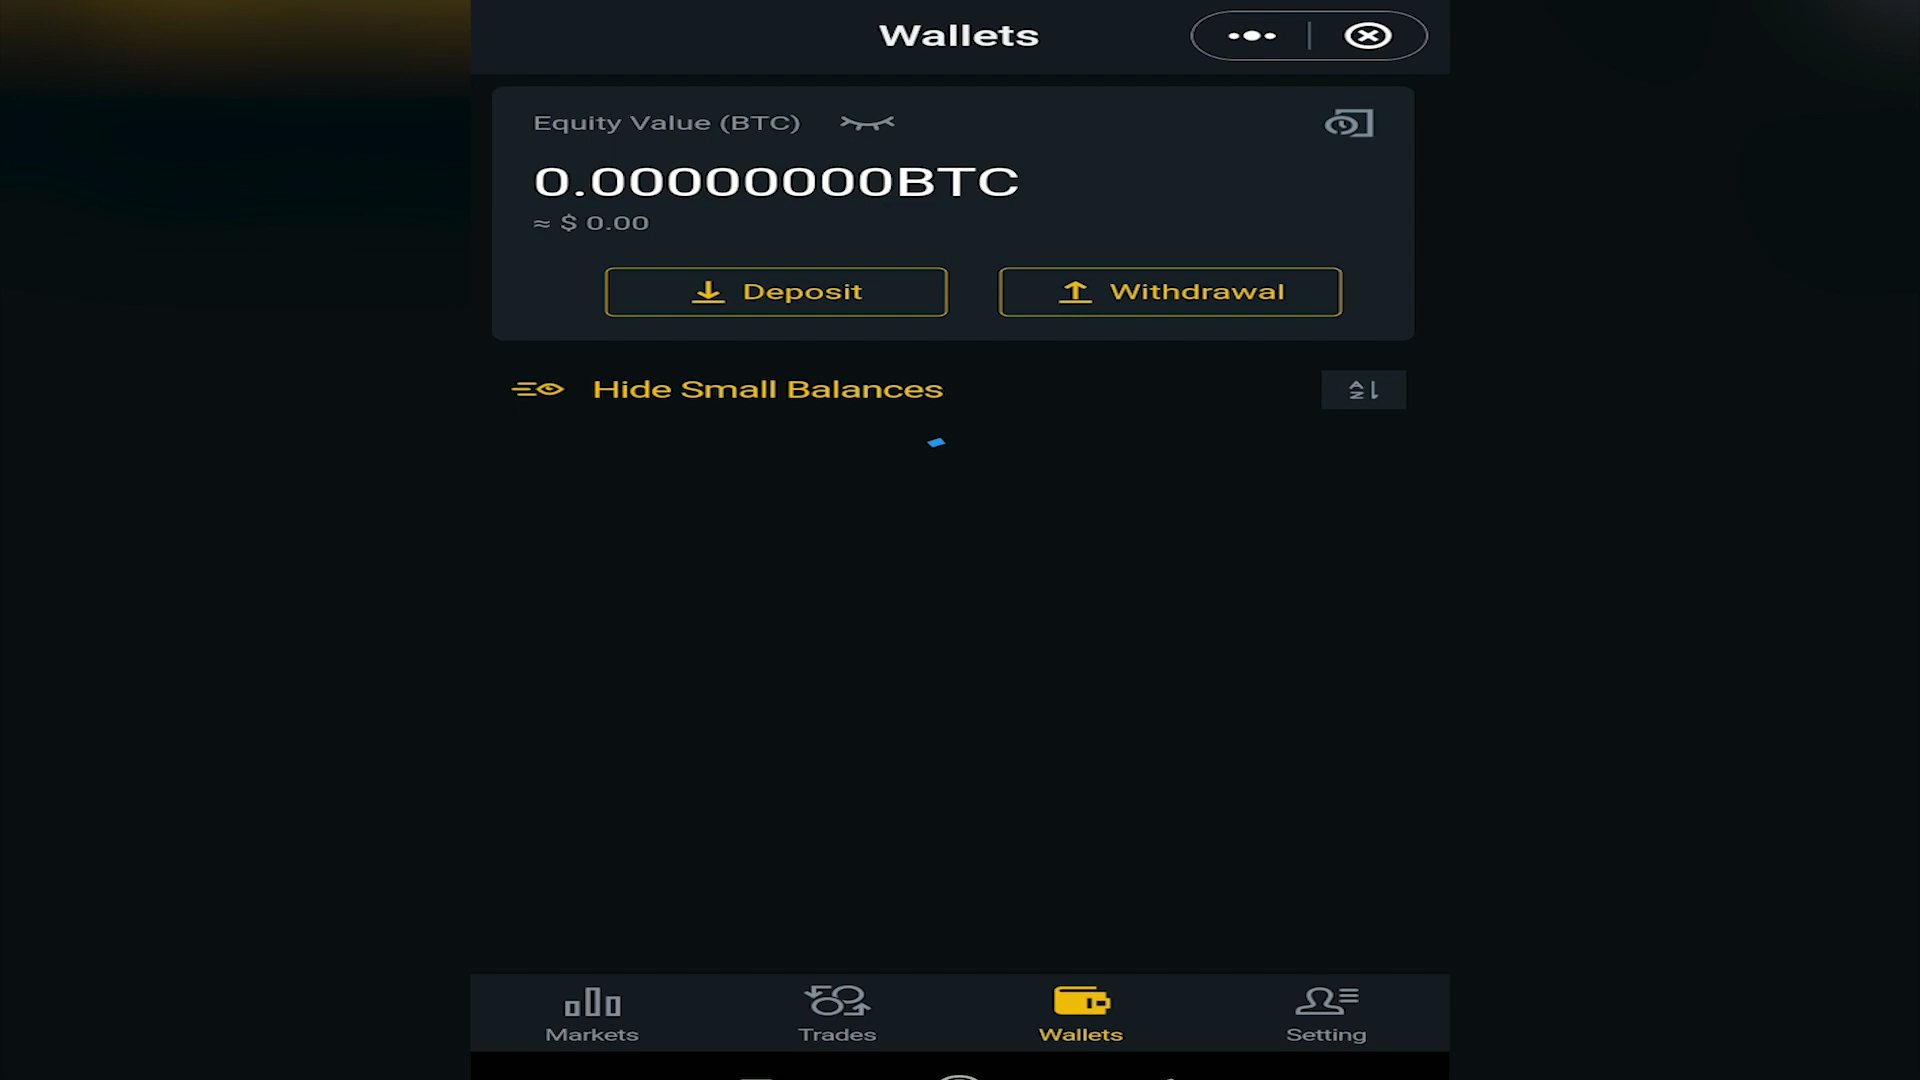 Wallets
Equity Value (BTC)
0.00000000BTC
≈ $ 0.00
Deposit
Withdrawal
Hide Small Balances
Markets
Trades
Wallets
Setting